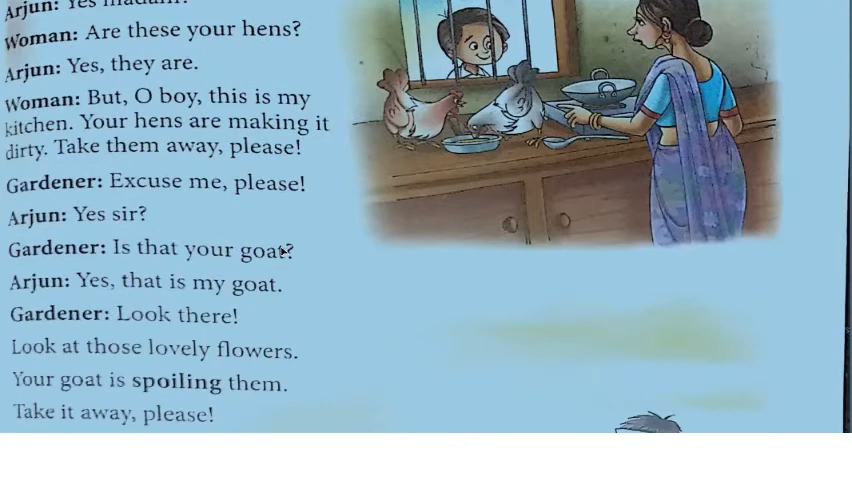 Arjun: Yes madam?
Woman: Are these your hens?
Arjun: Yes, they are.
Woman: But, O boy, this is my
kitchen. Your hens are making it
dirty. Take them away, please!
Gardener: Excuse me, please!
Arjun: Yes sir?
Gardener: Is that your goat?
Arjun: Yes, that is my goat.
Gardener: Look there!
Look at those lovely flowers.
Your goat is spoiling them.
Take it away, please!